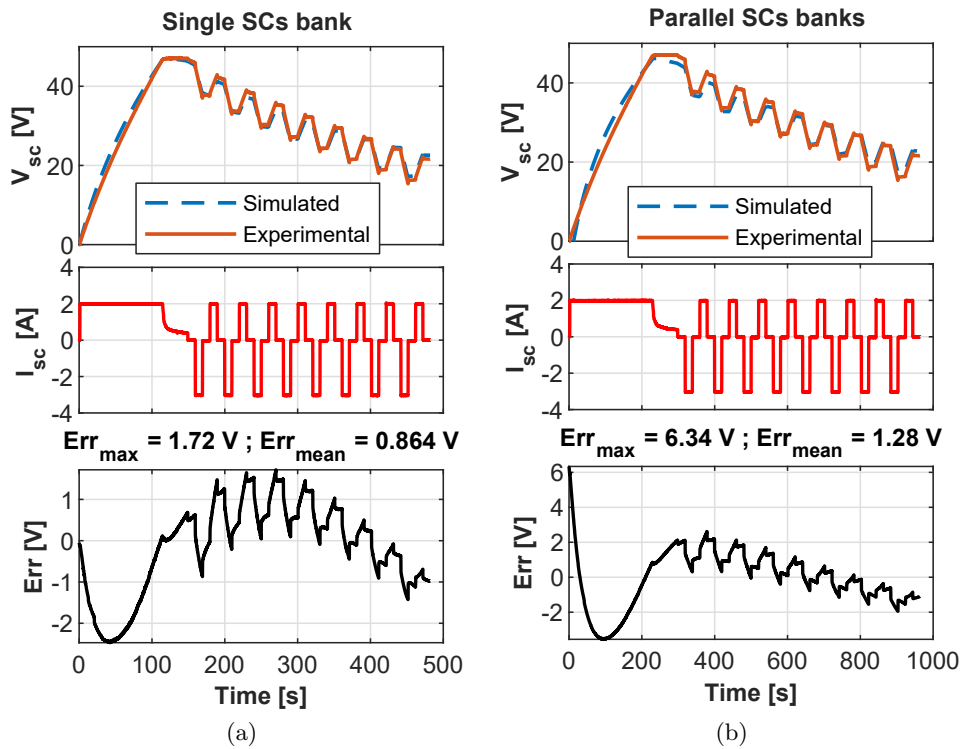 Single SCs bank
V_sc [V]
40
20
0
Simulated
Experimental
I_sc [A]
4
2
0
-2
-4
Err_max = 1.72 V ; Err_mean = 0.864 V
Err [V]
1
0
-1
-2
0 100 200 300 400 500
Time [s]
(a)
Parallel SCs banks
V_sc [V]
40
20
0
Simulated
Experimental
I_sc [A]
4
2
0
-2
-4
Err_max = 6.34 V ; Err_mean = 1.28 V
Err [V]
6
4
2
0
-2
0 200 400 600 800 1000
Time [s]
(b)